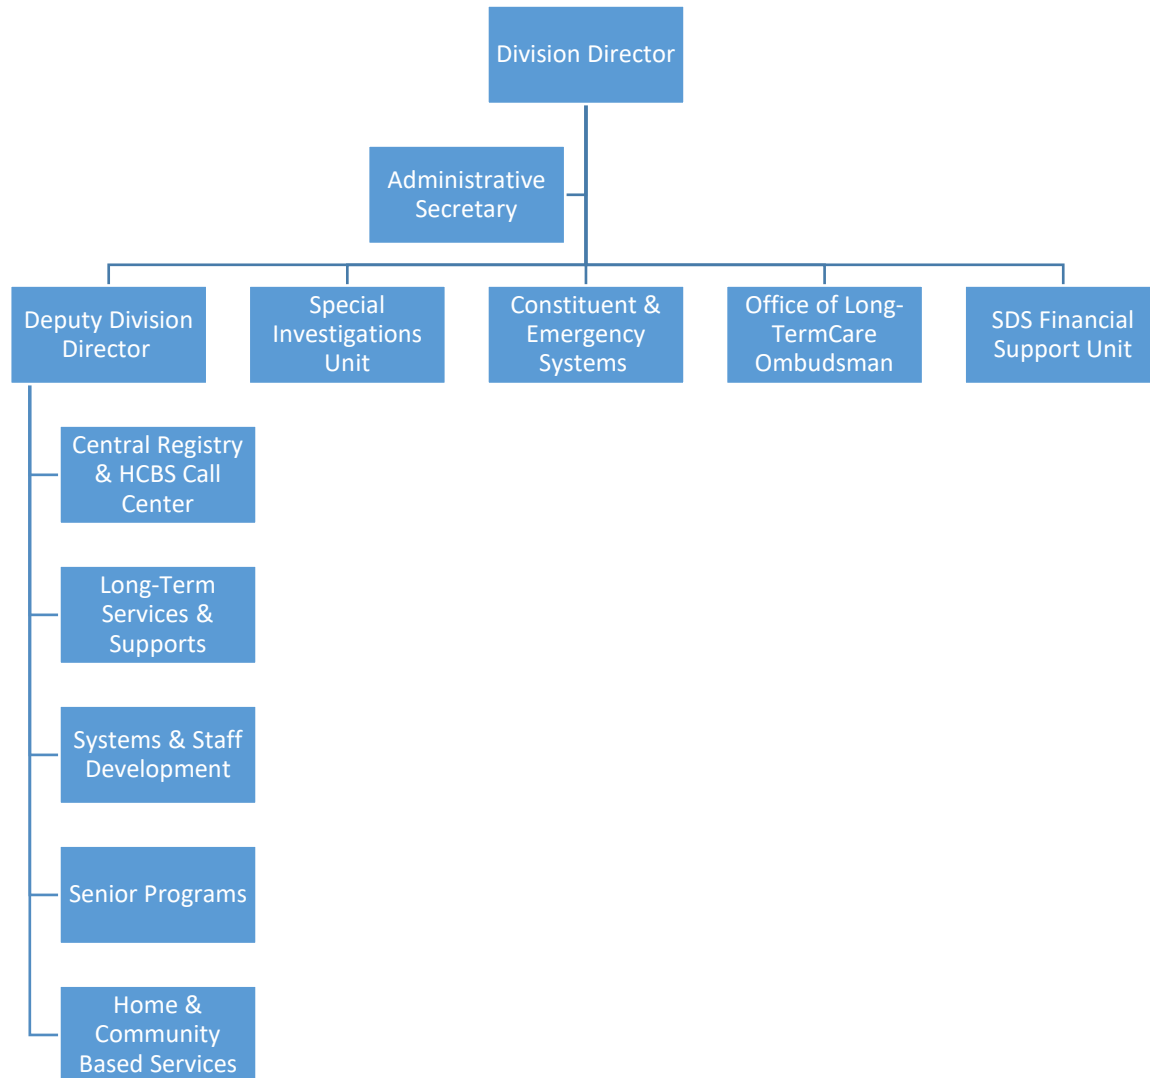 Division Director
Administrative
Secretary
Deputy Division
Director
Special
Investigations
Unit
Constituent &
Emergency
Systems
Office of Long-
TermCare
Ombudsman
SDS Financial
Support Unit
Central Registry
& HCBS Call
Center
Long-Term
Services &
Supports
Systems & Staff
Development
Senior Programs
Home &
Community
Based Services